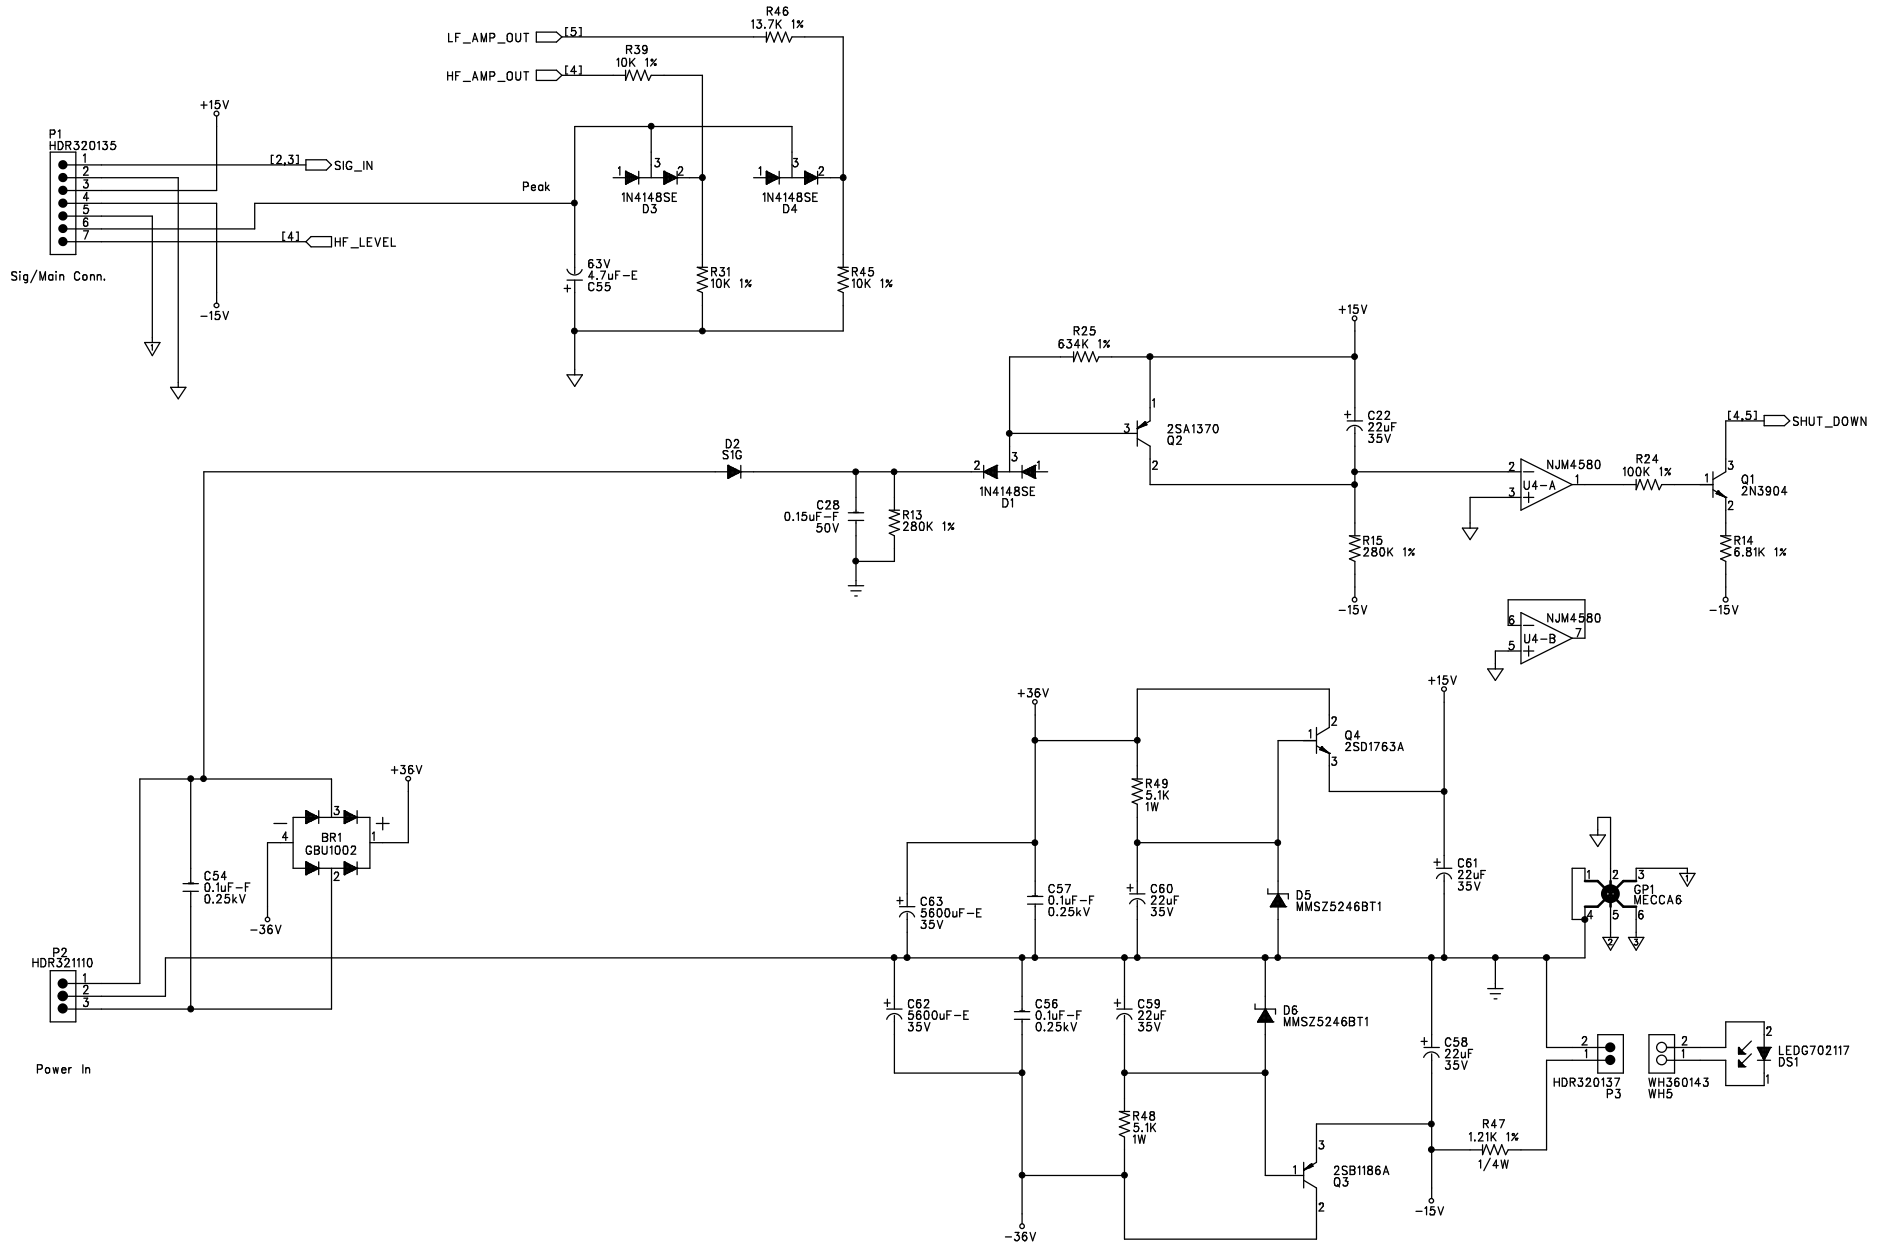 R46
13.7K 1%
LF_AMP_OUT [5]
R39
10K 1%
HF_AMP_OUT [4]
+15V
P1
HDR320135
1
2
3
4
5
6
7
[2,3] SIG_IN
[4] HF_LEVEL
Sig/Main Conn.
-15V
1
Peak
1 3 2
1N4148SE
D3
1 3 2
1N4148SE
D4
63V
4.7uF-E
+ C55
R31
10K 1%
R45
10K 1%
+15V
R25
634K 1%
1
3
2SA1370
Q2
2
+ C22
22uF
35V
[4,5] SHUT_DOWN
D2
S1G
2 3 1
1N4148SE
D1
C28
0.15uF-F
50V
R13
280K 1%
R15
280K 1%
-15V
2
3
NJM4580
U4-A
1
R24
100K 1%
3
1
Q1
2N3904
2
R14
6.81K 1%
-15V
6
5
NJM4580
U4-B
7
+36V
+15V
2
1
Q4
2SD1763A
3
R49
5.1K
1W
+36V
3
- +
4 1
BR1
GBU1002
2
C54
0.1uF-F
0.25kV
-36V
+ C63
5600uF-E
35V
C57
0.1uF-F
0.25kV
+ C60
22uF
35V
D5
MMSZ5246BT1
+ C61
22uF
35V
1 2 3
GP1
MECCA6
4 5 6
1
2 3
P2
HDR321110
1
2
3
Power In
+ C62
5600uF-E
35V
C56
0.1uF-F
0.25kV
+ C59
22uF
35V
D6
MMSZ5246BT1
+ C58
22uF
35V
2
1
HDR320137
P3
2
1
WH360143
WH5
2
LEDG702117
DS1
1
R48
5.1K
1W
R47
1.21K 1%
1/4W
3
1
2SB1186A
Q3
2
-15V
-36V